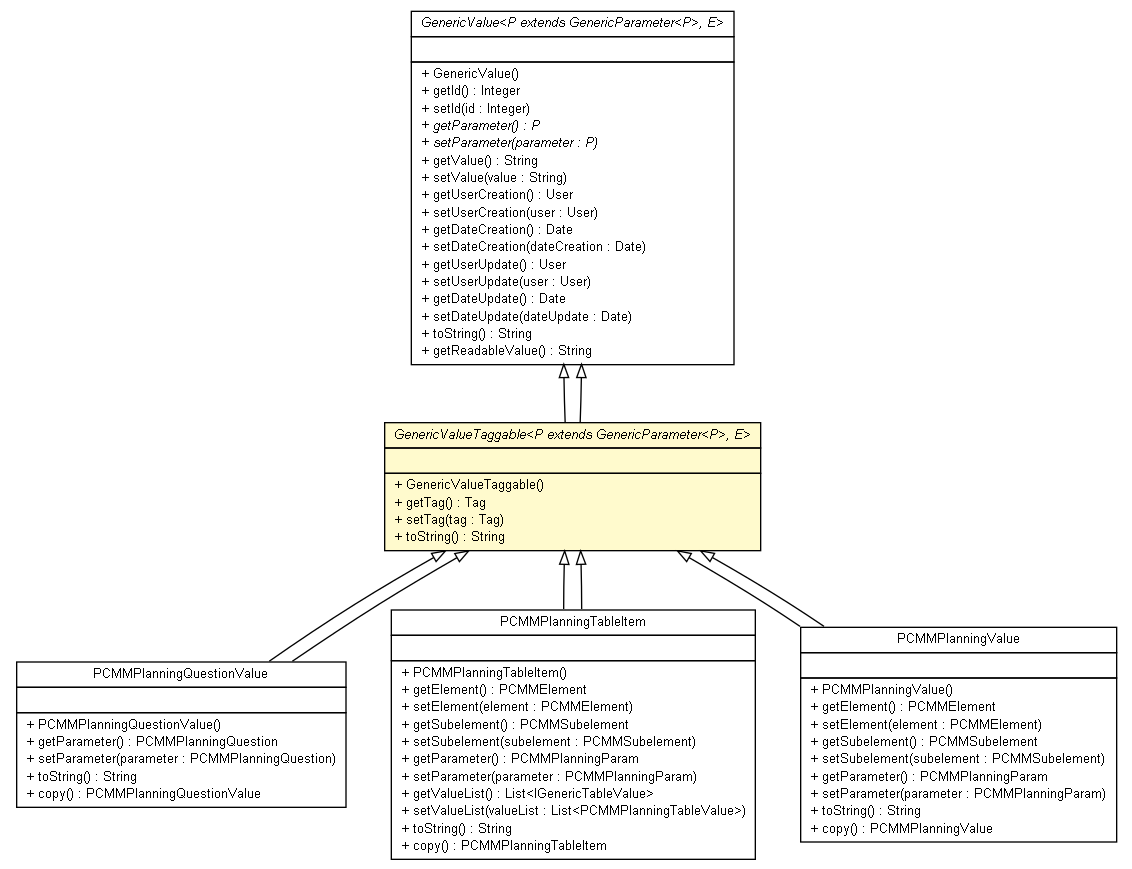 GenericValue<P extends GenericParameter<P>, E>
+ GenericValue()
+ getId() : Integer
+ setId(id : Integer)
+ getParameter() : P
+ setParameter(parameter : P)
+ getValue() : String
+ setValue(value : String)
+ getUserCreation() : User
+ setUserCreation(user : User)
+ getDateCreation() : Date
+ setDateCreation(dateCreation : Date)
+ getUserUpdate() : User
+ setUserUpdate(user : User)
+ getDateUpdate() : Date
+ setDateUpdate(dateUpdate : Date)
+ toString() : String
+ getReadableValue() : String
GenericValueTaggable<P extends GenericParameter<P>, E>
+ GenericValueTaggable()
+ getTag() : Tag
+ setTag(tag : Tag)
+ toString() : String
PCMMPlanningQuestionValue
+ PCMMPlanningQuestionValue()
+ getParameter() : PCMMPlanningQuestion
+ setParameter(parameter : PCMMPlanningQuestion)
+ toString() : String
+ copy() : PCMMPlanningQuestionValue
PCMMPlanningTableItem
+ PCMMPlanningTableItem()
+ getElement() : PCMMElement
+ setElement(element : PCMMElement)
+ getSubelement() : PCMMSubelement
+ setSubelement(subelement : PCMMSubelement)
+ getParameter() : PCMMPlanningParam
+ setParameter(parameter : PCMMPlanningParam)
+ getValueList() : List<IGenericTableValue>
+ setValueList(valueList : List<PCMMPlanningTableValue>)
+ toString() : String
+ copy() : PCMMPlanningTableItem
PCMMPlanningValue
+ PCMMPlanningValue()
+ getElement() : PCMMElement
+ setElement(element : PCMMElement)
+ getSubelement() : PCMMSubelement
+ setSubelement(subelement : PCMMSubelement)
+ getParameter() : PCMMPlanningParam
+ setParameter(parameter : PCMMPlanningParam)
+ toString() : String
+ copy() : PCMMPlanningValue